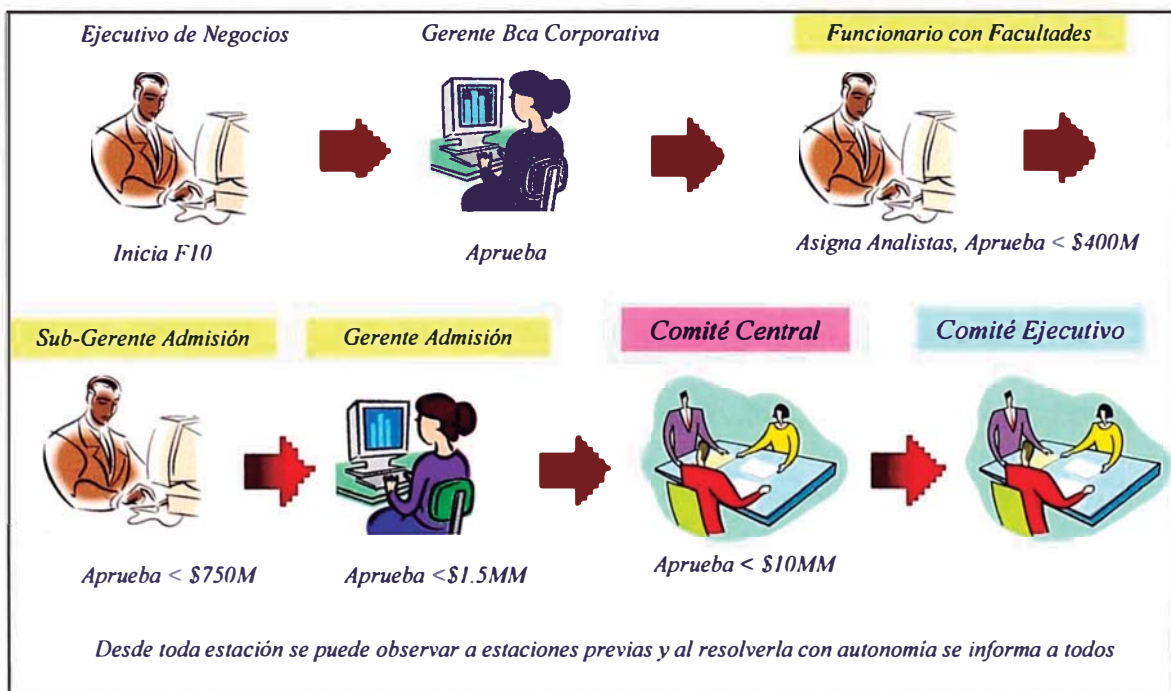 Ejecutivo de Negocios
Gerente Bca Corporativa
Funcionario con Facultades
Inicia F10
Aprueba
Asigna Analistas, Aprueba < $400M
Sub-Gerente Admisión
Gerente Admisión
Comité Central
Comité Ejecutivo
Aprueba < $750M
Aprueba <$1.5MM
Aprueba < $10MM
Desde toda estación se puede observar a estaciones previas y al resolverla con autonomía se informa a todos